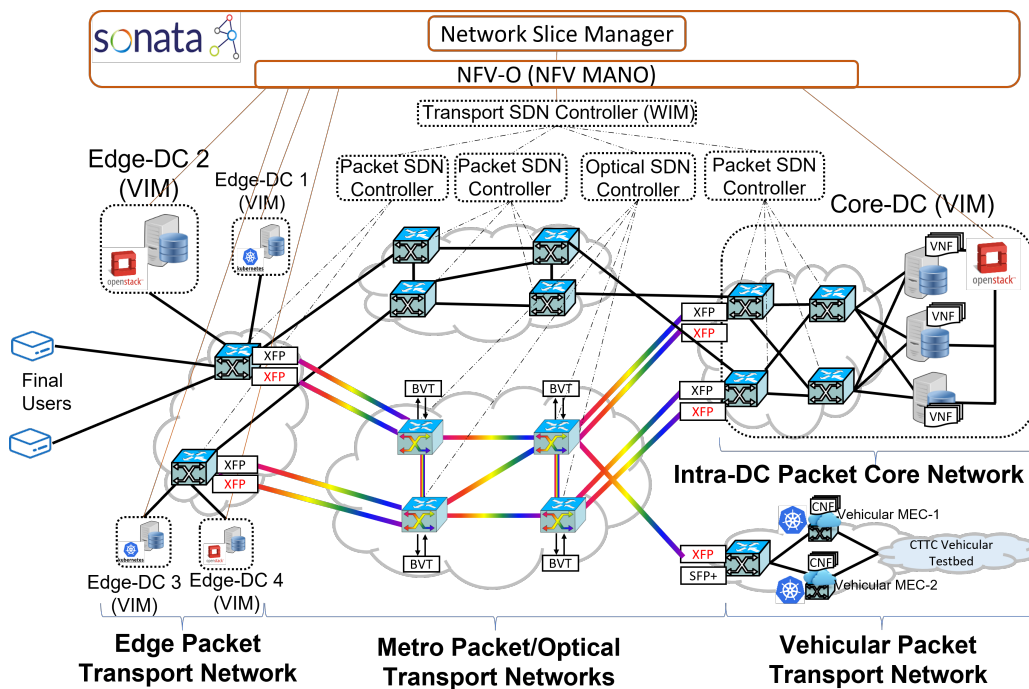 sonata
Network Slice Manager
NFV-O (NFV MANO)
Transport SDN Controller (WIM)
Edge-DC 2
(VIM)
Edge-DC 1
(VIM)
Packet SDN
Controller
Packet SDN
Controller
Optical SDN
Controller
Packet SDN
Controller
Core-DC (VIM)
openstack™
kubernetes
VNF
openstack™
VNF
VNF
Final
Users
XFP
XFP
XFP
XFP
XFP
XFP
BVT
BVT
XFP
XFP
BVT
BVT
Intra-DC Packet Core Network
kubernetes
openstack™
Edge-DC 3
(VIM)
Edge-DC 4
(VIM)
XFP
SFP+
CNF
Vehicular MEC-1
CNF
Vehicular MEC-2
CTTC Vehicular
Testbed
Edge Packet
Transport Network
Metro Packet/Optical
Transport Networks
Vehicular Packet
Transport Network